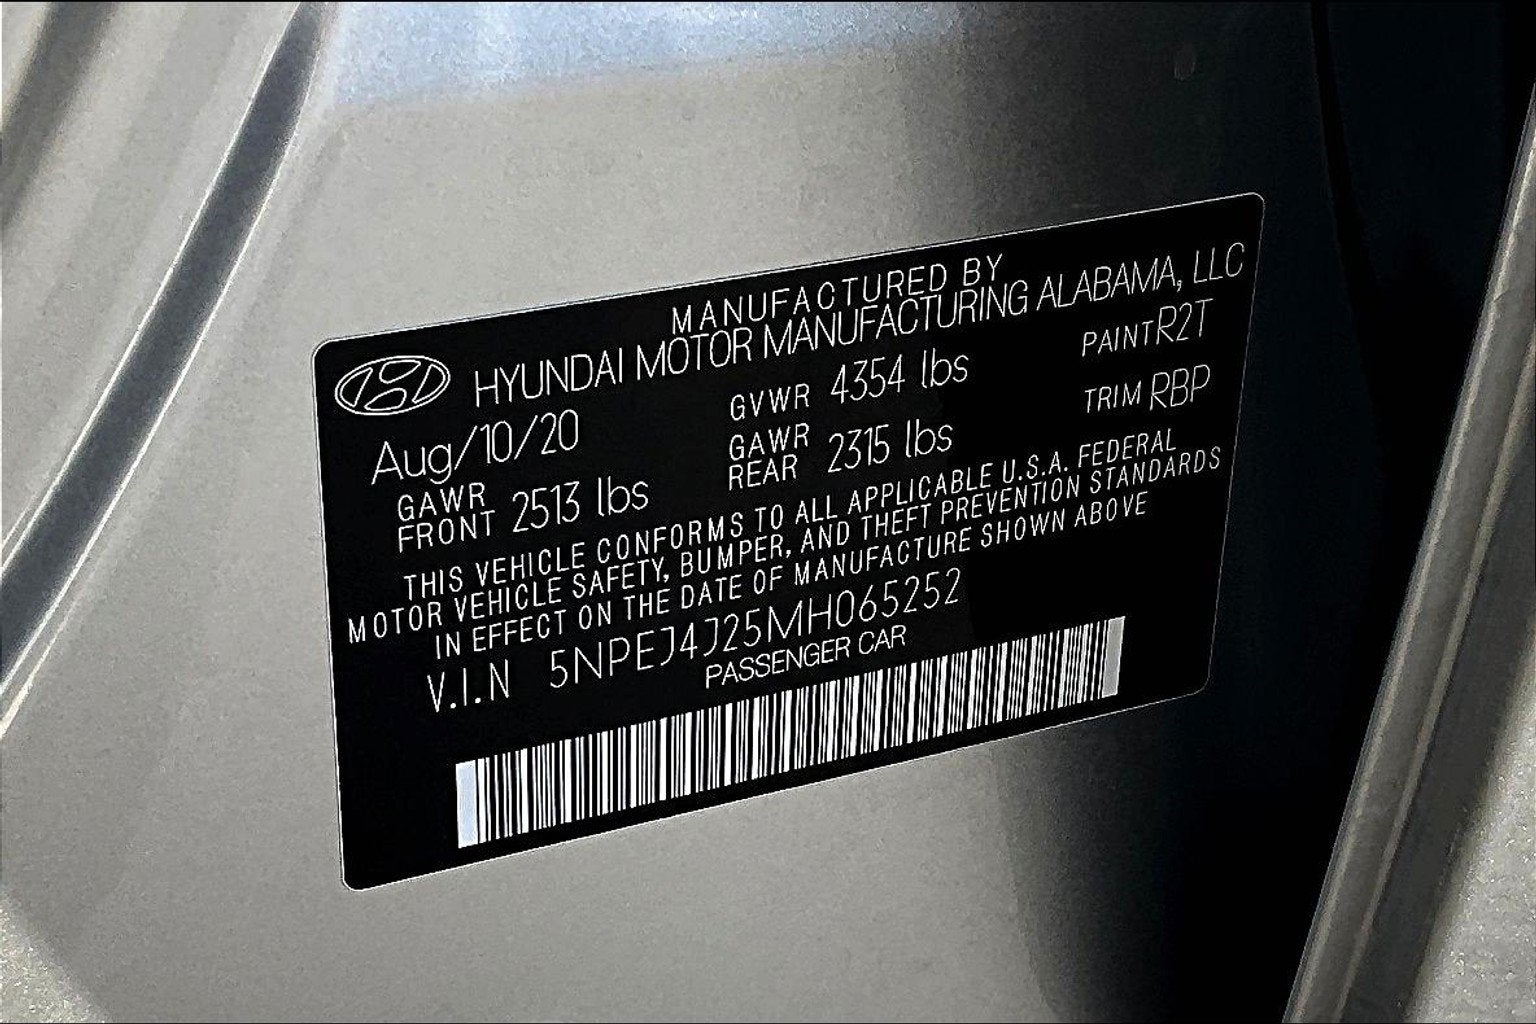 MANUFACTURED BY
HYUNDAI MOTOR MANUFACTURING ALABAMA, LLC
Aug/10/20 GVWR 4354 lbs PAINT R2T
GAWR FRONT 2513 lbs GAWR REAR 2315 lbs TRIM RBP
THIS VEHICLE CONFORMS TO ALL APPLICABLE U.S.A. FEDERAL
MOTOR VEHICLE SAFETY, BUMPER, AND THEFT PREVENTION STANDARDS
IN EFFECT ON THE DATE OF MANUFACTURE SHOWN ABOVE
V.I.N 5NPEJ4J25MH065252
PASSENGER CAR